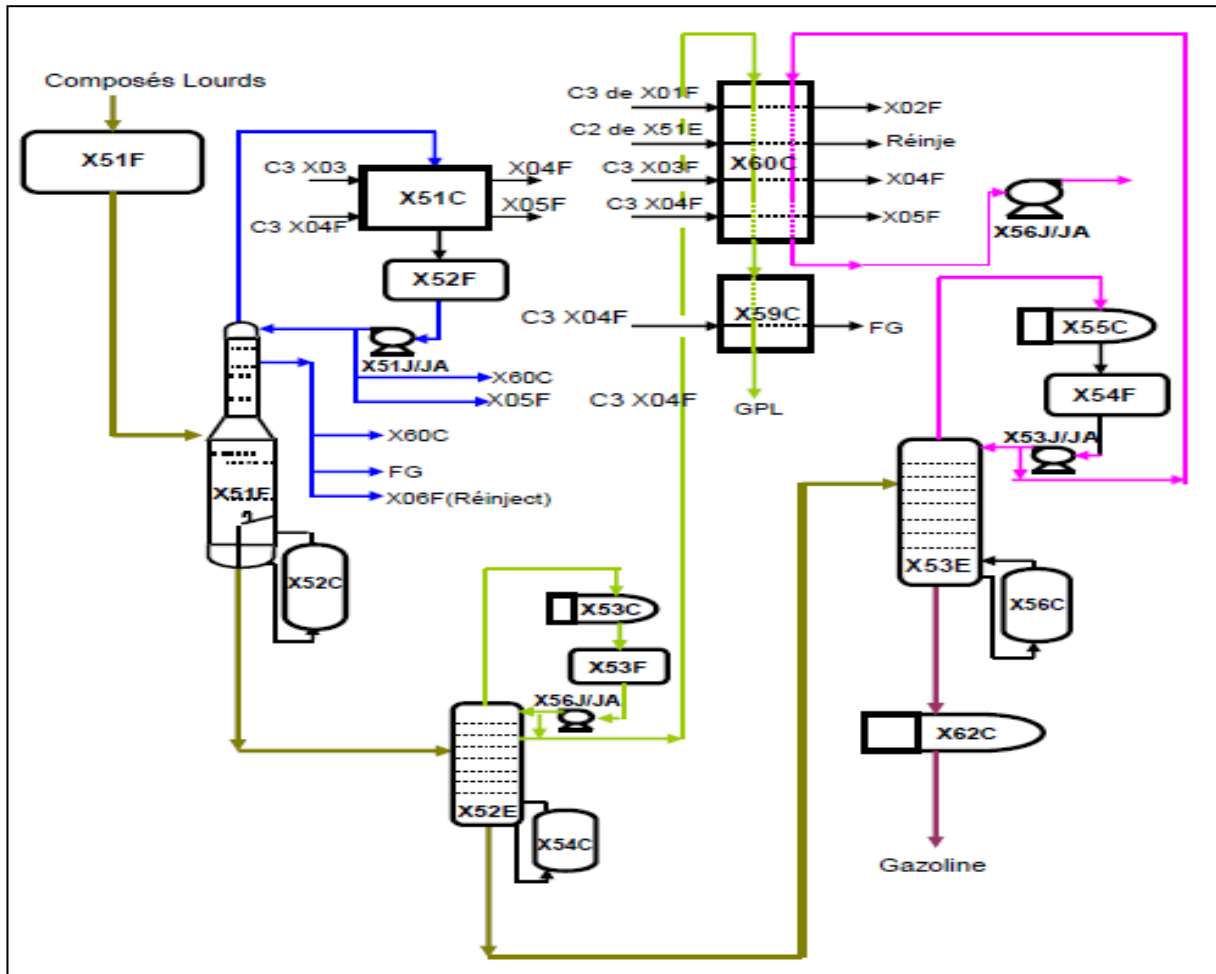 Composés Lourds
X51F
C3 X03
X04F
X51C
C3 X04F
X05F
X52F
X51J/JA
X60C
X05F
X60C
FG
X06F(Réinject)
X51E
X52C
C3 de X01F
X02F
C2 de X51E
Réinje
X60C
C3 X03F
X04F
C3 X04F
X05F
X56J/JA
C3 X04F
X59C
FG
C3 X04F
GPL
X55C
X54F
X53J/JA
X53E
X56C
X53C
X53F
X56J/JA
X52E
X54C
X62C
Gazoline